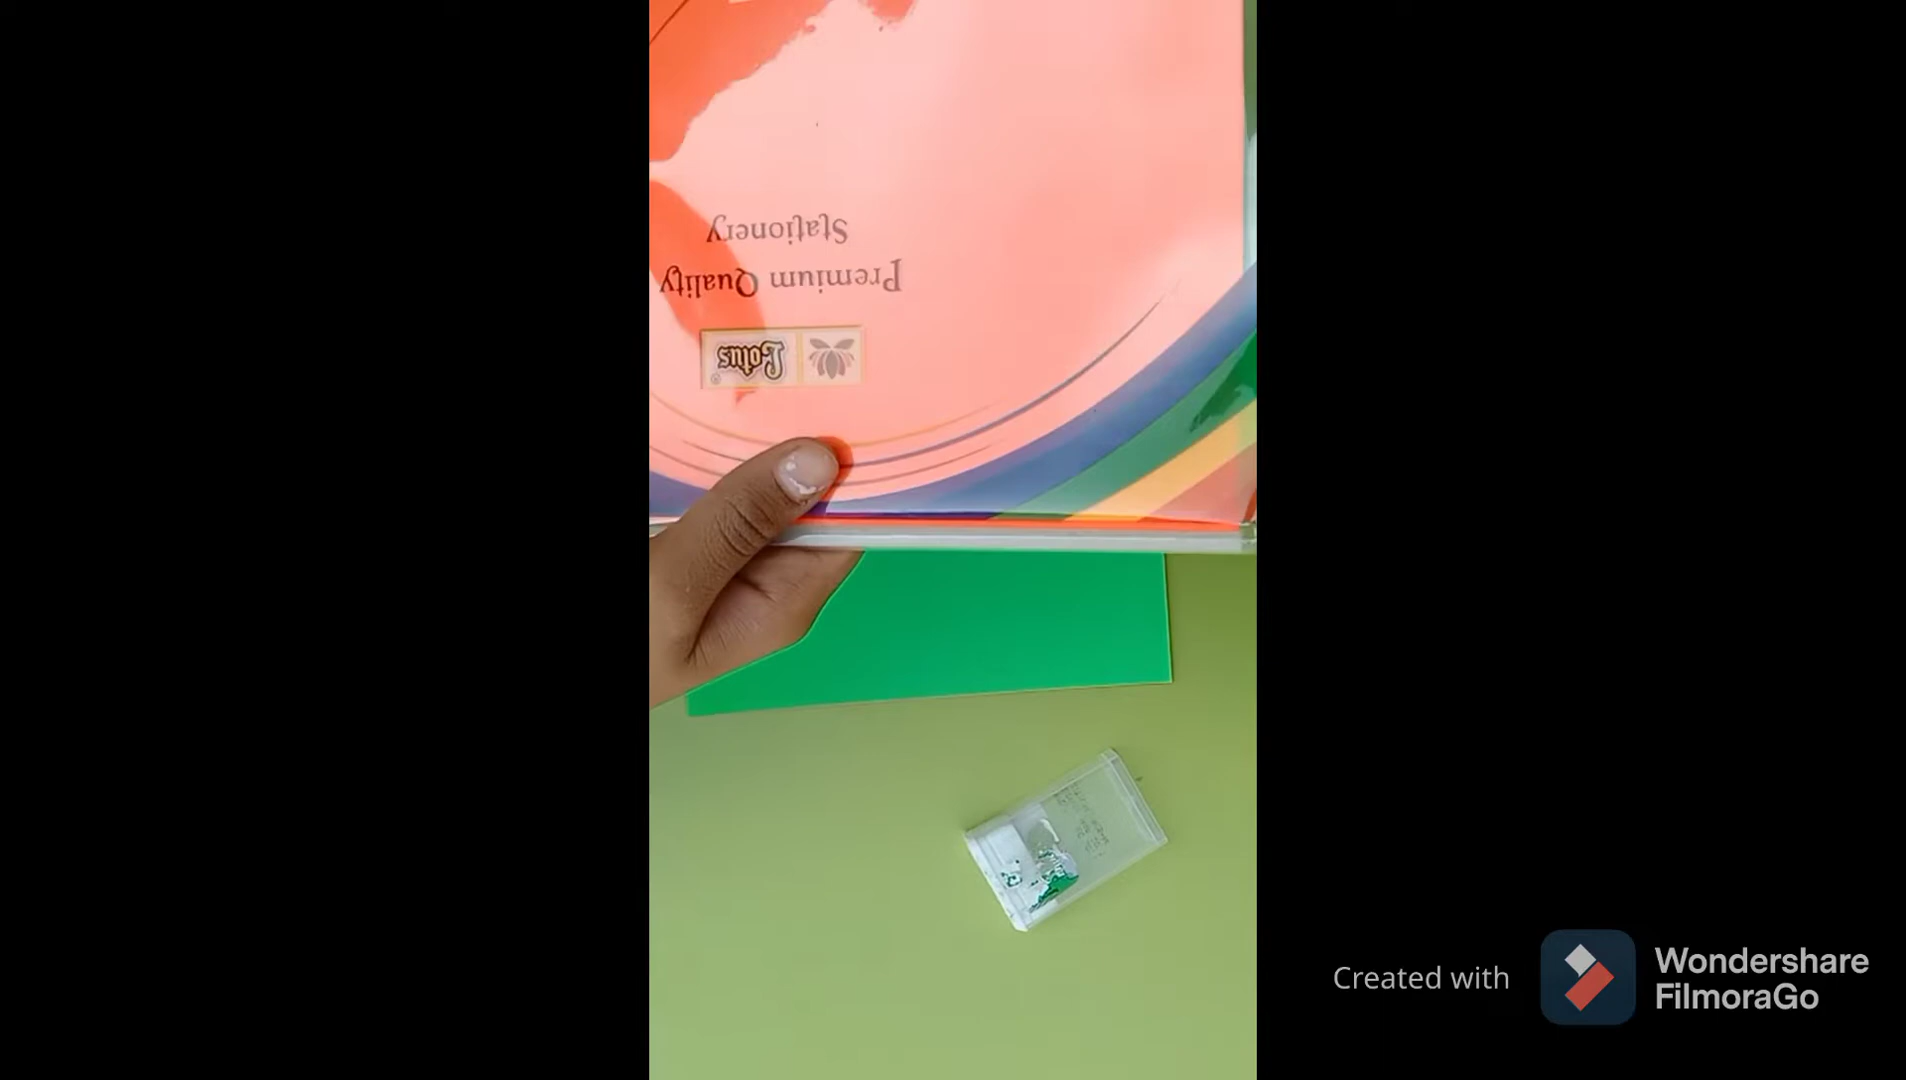 Lotus
Premium Quality
Stationery
Created with
Wondershare
FilmoraGo